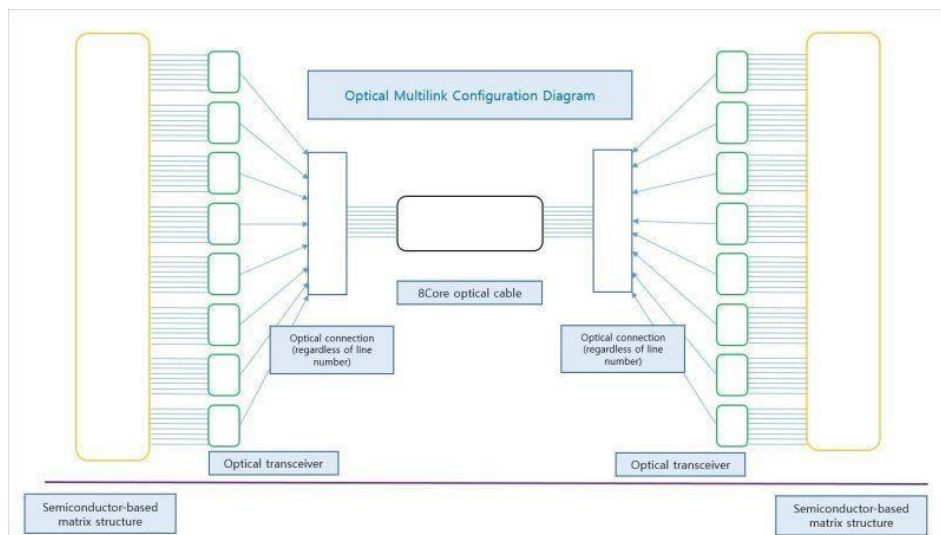 Optical Multilink Configuration Diagram
8Core optical cable
Optical connection
(regardless of line
number)
Optical connection
(regardless of line
number)
Optical transceiver
Optical transceiver
Semiconductor-based
matrix structure
Semiconductor-based
matrix structure